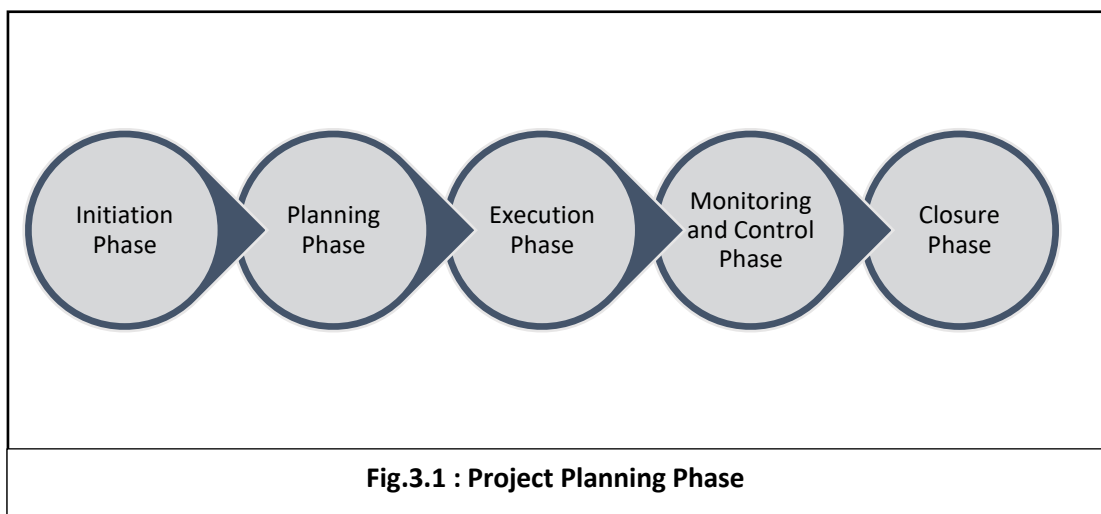 Initiation
Phase
Planning
Phase
Execution
Phase
Monitoring
and Control
Phase
Closure
Phase
Fig.3.1 : Project Planning Phase